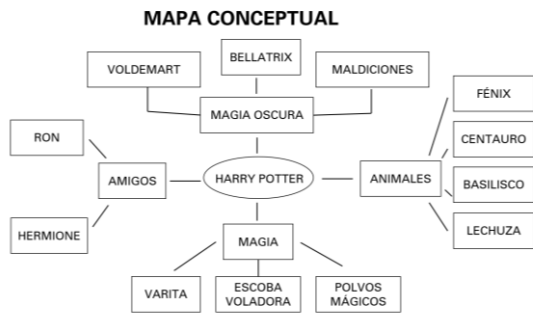 MAPA CONCEPTUAL
BELLATRIX
VOLDEMART
MALDICIONES
MAGIA OSCURA
FÉNIX
RON
CENTAURO
AMIGOS
HARRY POTTER
ANIMALES
BASILISCO
HERMIONE
LECHUZA
MAGIA
VARITA
ESCOBA
VOLADORA
POLVOS
MÁGICOS